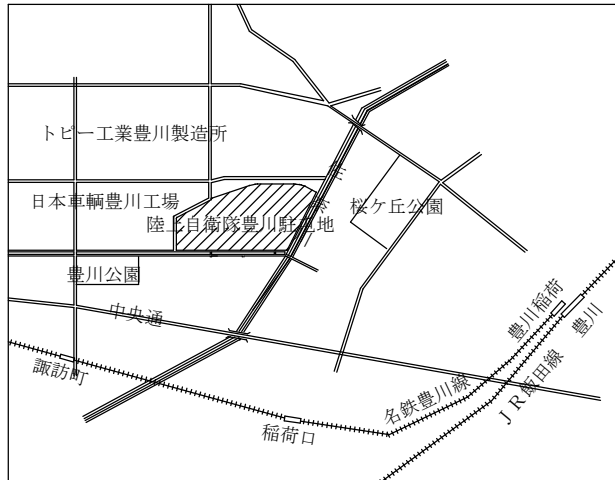 トピー工業豊川製造所
日本車輌豊川工場
陸上自衛隊豊川駐屯地
桜ケ丘公園
豊川公園
中央通
諏訪町
稲荷口
名鉄豊川線
豊川稲荷
豊川
JR飯田線